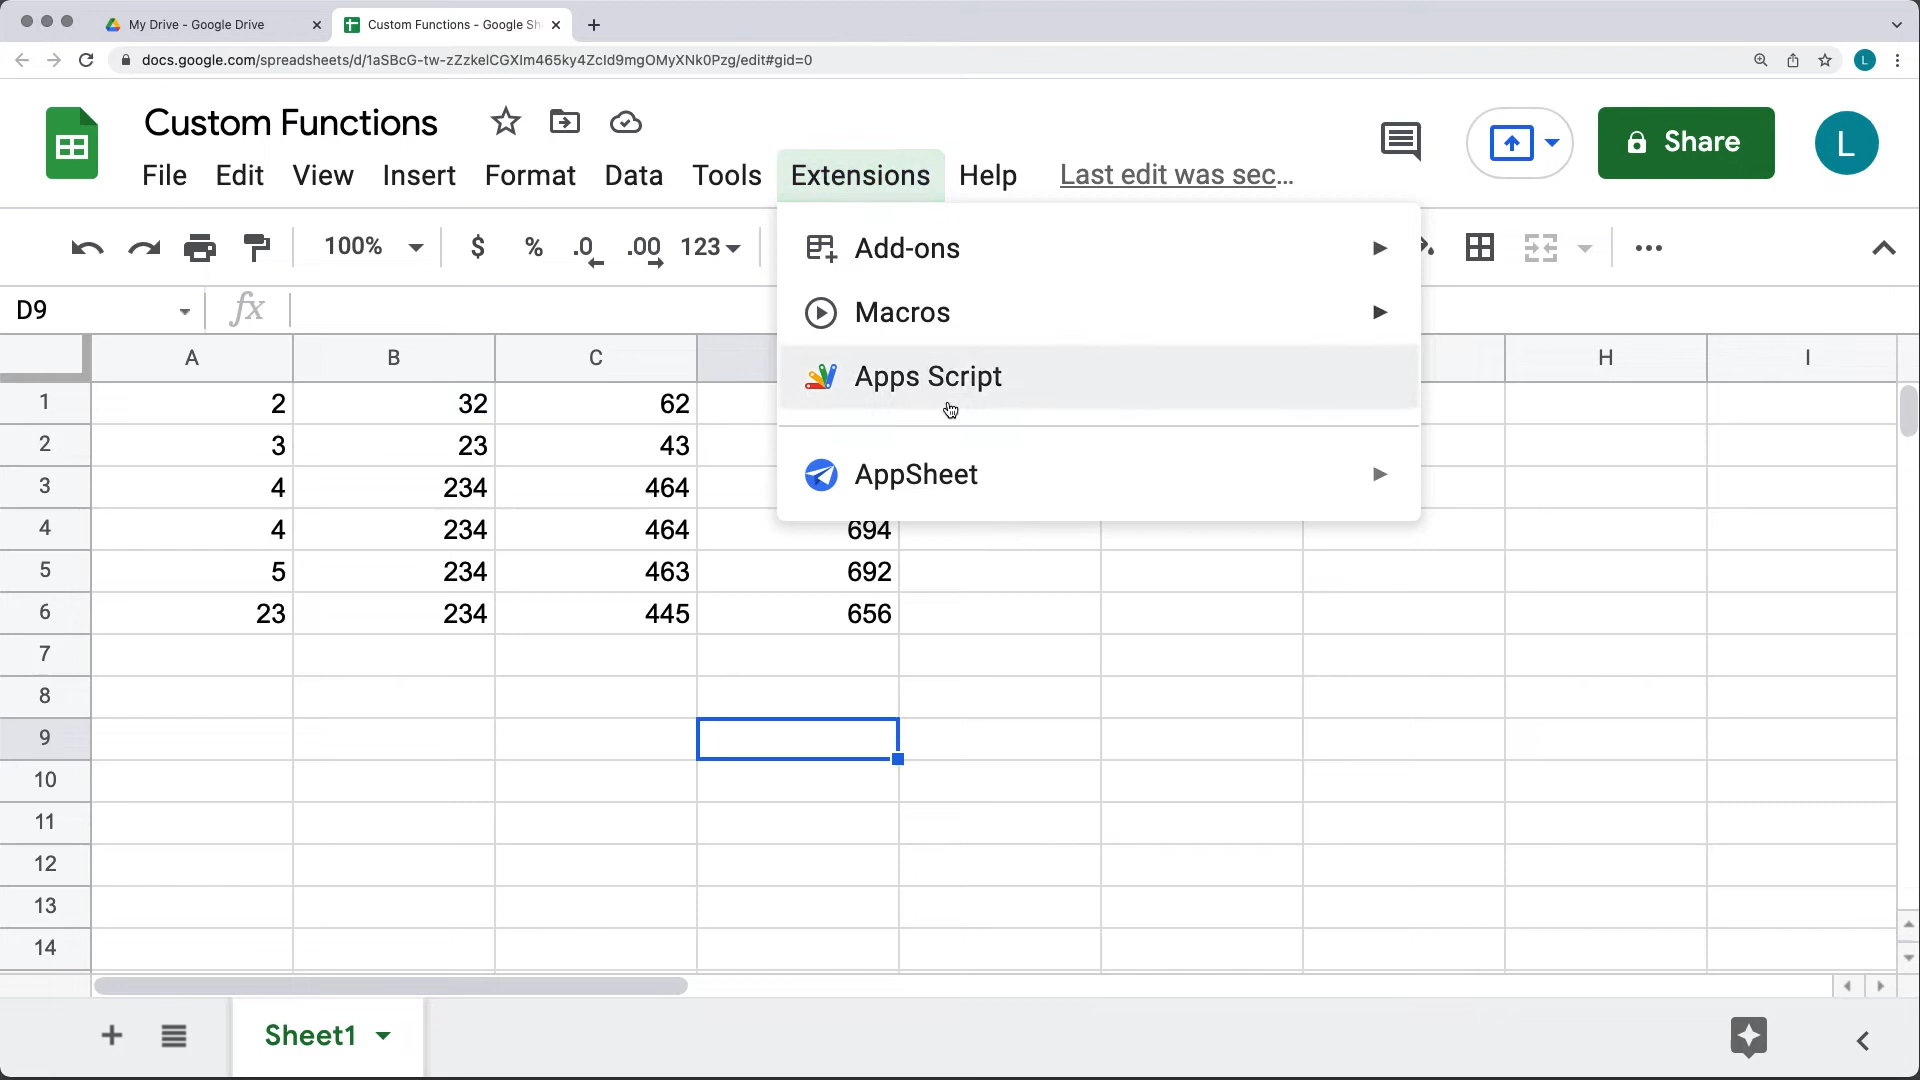 My Drive - Google Drive
Custom Functions - Google Sh
docs.google.com/spreadsheets/d/1aSBcG-tw-zZzkelCGXIm465ky4Zcld9mgOMyXNk0Pzg/edit#gid=0
L
Custom Functions
Share
L
File Edit View Insert Format Data Tools Extensions Help Last edit was sec...
100% $ % .0 .00 123
Add-ons
D9 fx
Macros
A B C H I
Apps Script
1 2 32 62
2 3 23 43
AppSheet
3 4 234 464
4 4 234 464 694
5 5 234 463 692
6 23 234 445 656
7
8
9
10
11
12
13
14
Sheet1